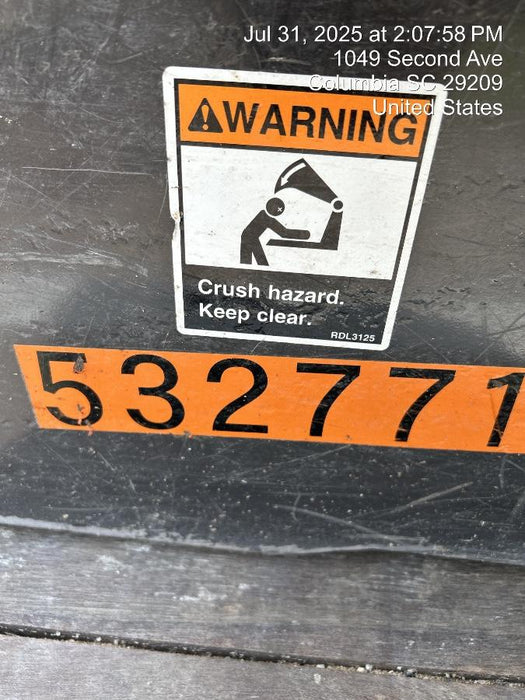 Jul 31, 2025 at 2:07:58 PM
1049 Second Ave
Columbia SC 29209
United States
WARNING
Crush hazard.
Keep clear.
RDL3125
532771